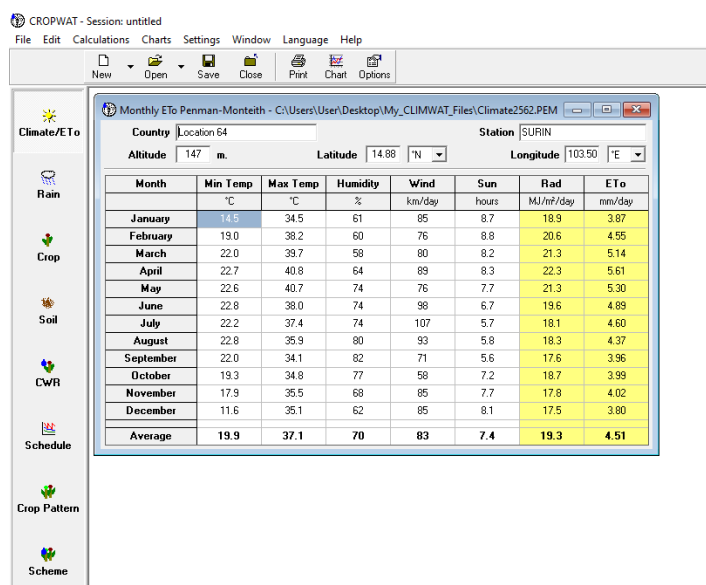 CROPWAT - Session: untitled
File Edit Calculations Charts Settings Window Language Help
New Open Save Close Print Chart Options
Climate/ETo
Rain
Crop
Soil
CWR
Schedule
Crop Pattern
Scheme
Monthly ETo Penman-Monteith - C:\Users\User\Desktop\My_CLIMWAT_Files\Climate2562.PEM
Country Location 64 Station SURIN
Altitude 147 m. Latitude 14.88 °N Longitude 103.50 °E
Month Min Temp Max Temp Humidity Wind Sun Rad ETo
°C °C % km/day hours MJ/m²/day mm/day
January 14.5 34.5 61 85 8.7 18.9 3.87
February 19.0 38.2 60 76 8.8 20.6 4.55
March 22.0 39.7 58 80 8.2 21.3 5.14
April 22.7 40.8 64 89 8.3 22.3 5.61
May 22.6 40.7 74 76 7.7 21.3 5.30
June 22.8 38.0 74 98 6.7 19.6 4.89
July 22.2 37.4 74 107 5.7 18.1 4.60
August 22.8 35.9 80 93 5.8 18.3 4.37
September 22.0 34.1 82 71 5.6 17.6 3.96
October 19.3 34.8 77 58 7.2 18.7 3.99
November 17.9 35.5 68 85 7.7 17.8 4.02
December 11.6 35.1 62 85 8.1 17.5 3.80
Average 19.9 37.1 70 83 7.4 19.3 4.51